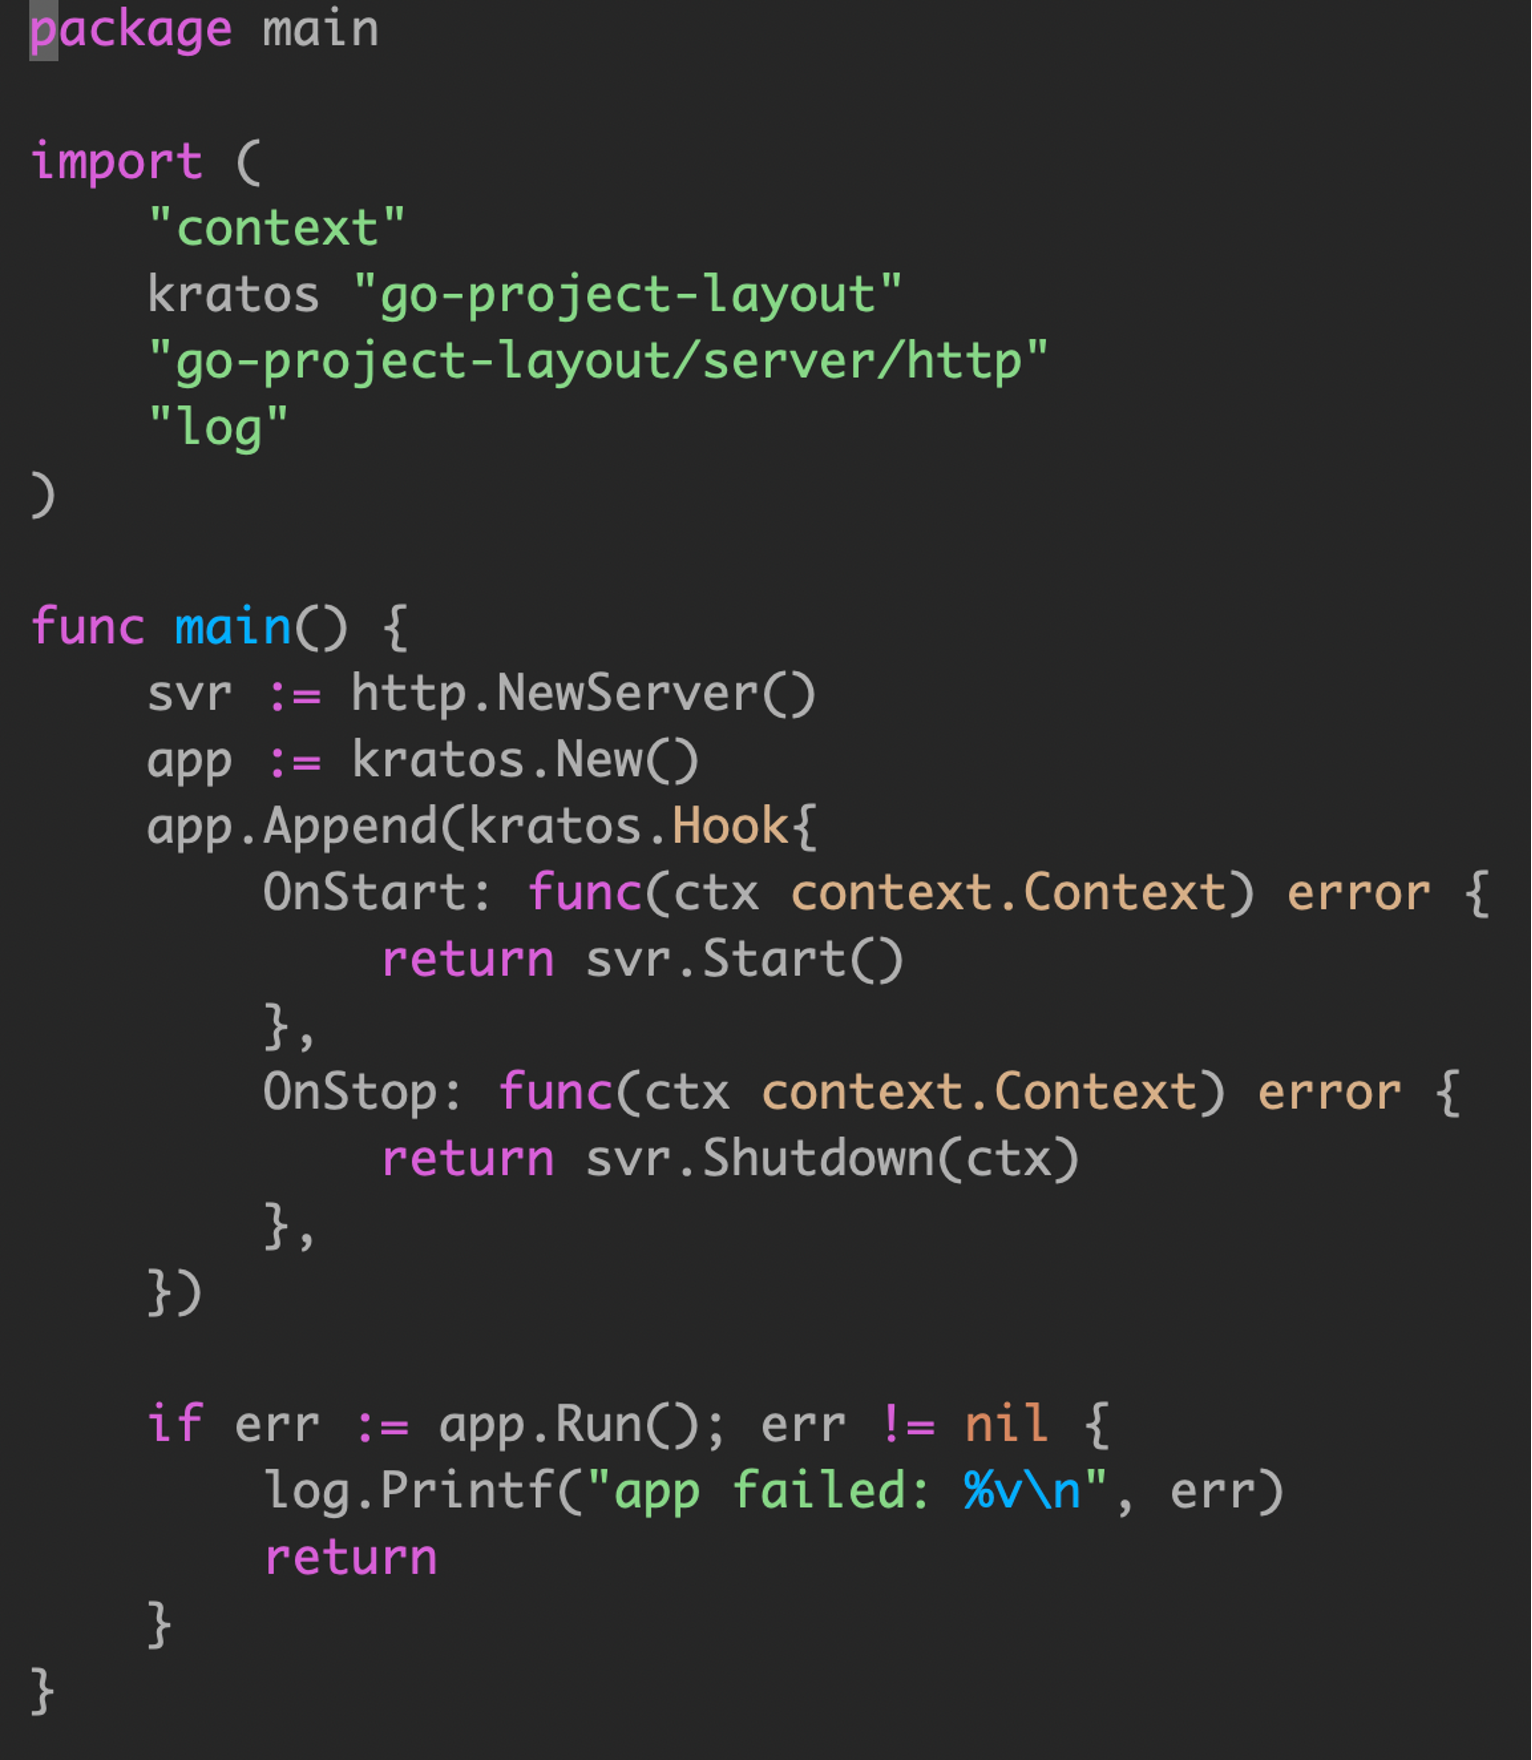 package main
import (
"context"
kratos "go-project-layout"
"go-project-layout/server/http"
"log"
)
func main() {
svr := http.NewServer()
app := kratos.New()
app.Append(kratos.Hook{
OnStart: func(ctx context.Context) error {
return svr.Start()
},
OnStop: func(ctx context.Context) error {
return svr.Shutdown(ctx)
},
})
if err := app.Run(); err != nil {
log.Printf("app failed: %v\n", err)
return
}
}